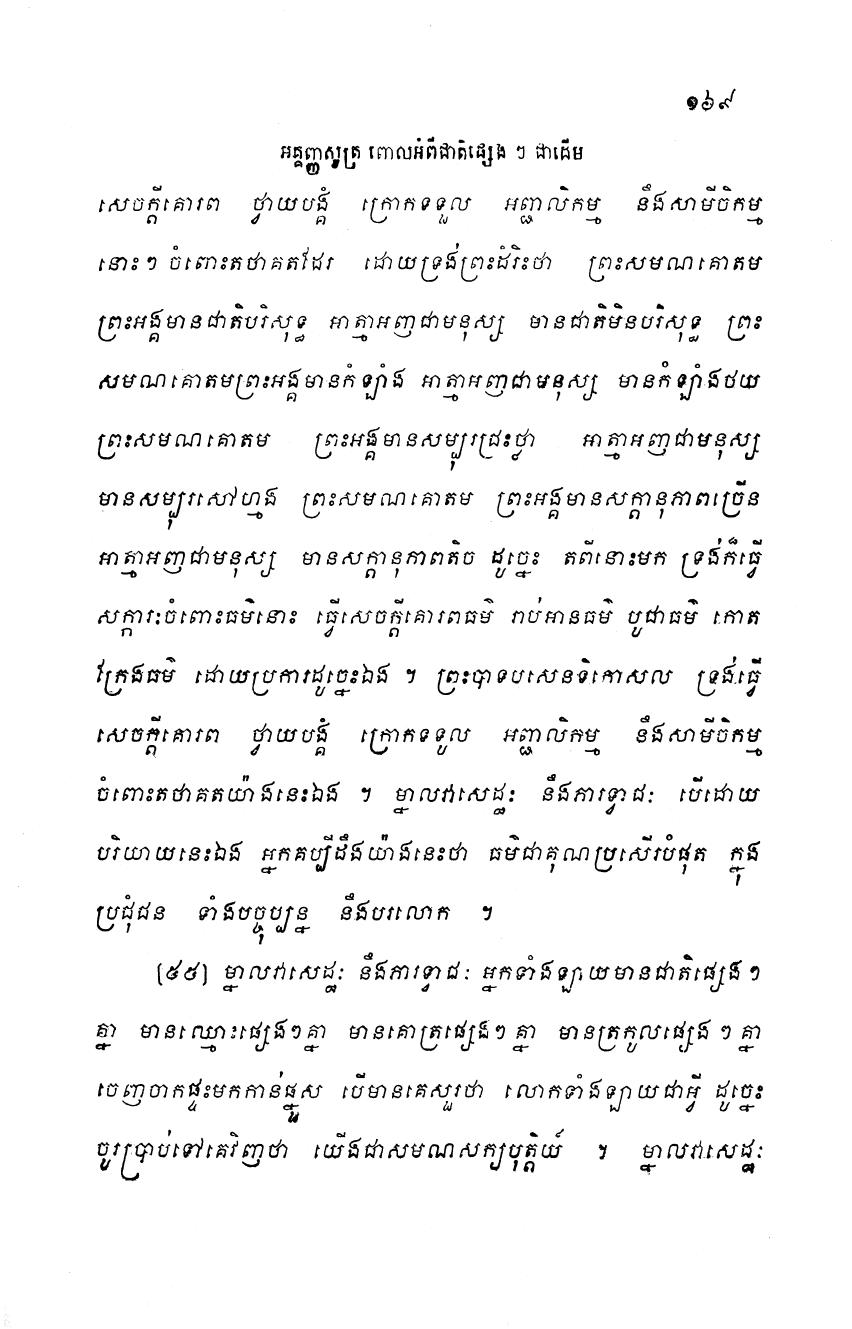 ១៦៩
អគ្គញ្ញសូត្រ ពោលអំពីជាតិផ្សេង ៗ ជាដើម
សេចក្តីគោរព ថ្វាយបង្គំ ក្រោកទទួល អញ្ជលិកម្ម នឹងសាមីចិកម្ម
នោះៗ ចំពោះតថាគតដែរ ដោយទ្រង់ព្រះដំរិះថា ព្រះសមណគោតម
ព្រះអង្គមានជាតិបរិសុទ្ធ អាត្មាអញជាមនុស្ស មានជាតិមិនបរិសុទ្ធ ព្រះ
សមណគោតមព្រះអង្គមានកំឡាំង អាត្មាអញជាមនុស្ស មានកំឡាំងថយ
ព្រះសមណគោតម ព្រះអង្គមានសម្បុរជ្រះថ្លា អាត្មាអញជាមនុស្ស
មានសម្បុរសៅហ្មង ព្រះសមណគោតម ព្រះអង្គមានសក្តានុភាពច្រើន
អាត្មាអញជាមនុស្ស មានសក្តានុភាពតិច ដូច្នេះ តពីនោះមក ទ្រង់ក៏ធ្វើ
សក្ការៈចំពោះធម៌នោះ ធ្វើសេចក្តីគោរពធម៌ រាប់អានធម៌ បូជាធម៌ កោត
ក្រែងធម៌ ដោយប្រការដូច្នេះឯង ។ ព្រះបាទបសេនទិកោសល ទ្រង់ធ្វើ
សេចក្តីគោរព ថ្វាយបង្គំ ក្រោកទទួល អញ្ជលិកម្ម នឹងសាមីចិកម្ម
ចំពោះតថាគតយ៉ាងនេះឯង ។ ម្នាលវាសេដ្ឋៈ នឹងភារទ្វាជៈ បើដោយ
បរិយាយនេះឯង អ្នកគប្បីដឹងយ៉ាងនេះថា ធម៌ជាគុណប្រសើរបំផុត ក្នុង
ប្រជុំជន ទាំងបច្ចុប្បន្ន នឹងបរលោក ។
[៥៥] ម្នាលវាសេដ្ឋៈ នឹងភារទ្វាជៈ អ្នកទាំងឡាយមានជាតិផ្សេងៗ
គ្នា មានឈ្មោះផ្សេងៗគ្នា មានគោត្រផ្សេងៗគ្នា មានត្រកូលផ្សេង ៗ គ្នា
ចេញចាកផ្ទះមកកាន់ផ្នួស បើមានគេសួរថា លោកទាំងឡាយជាអ្វី ដូច្នេះ
ចូរប្រាប់ទៅគេវិញថា យើងជាសមណសក្យបុត្តិយ៍ ។ ម្នាលវាសេដ្ឋៈ